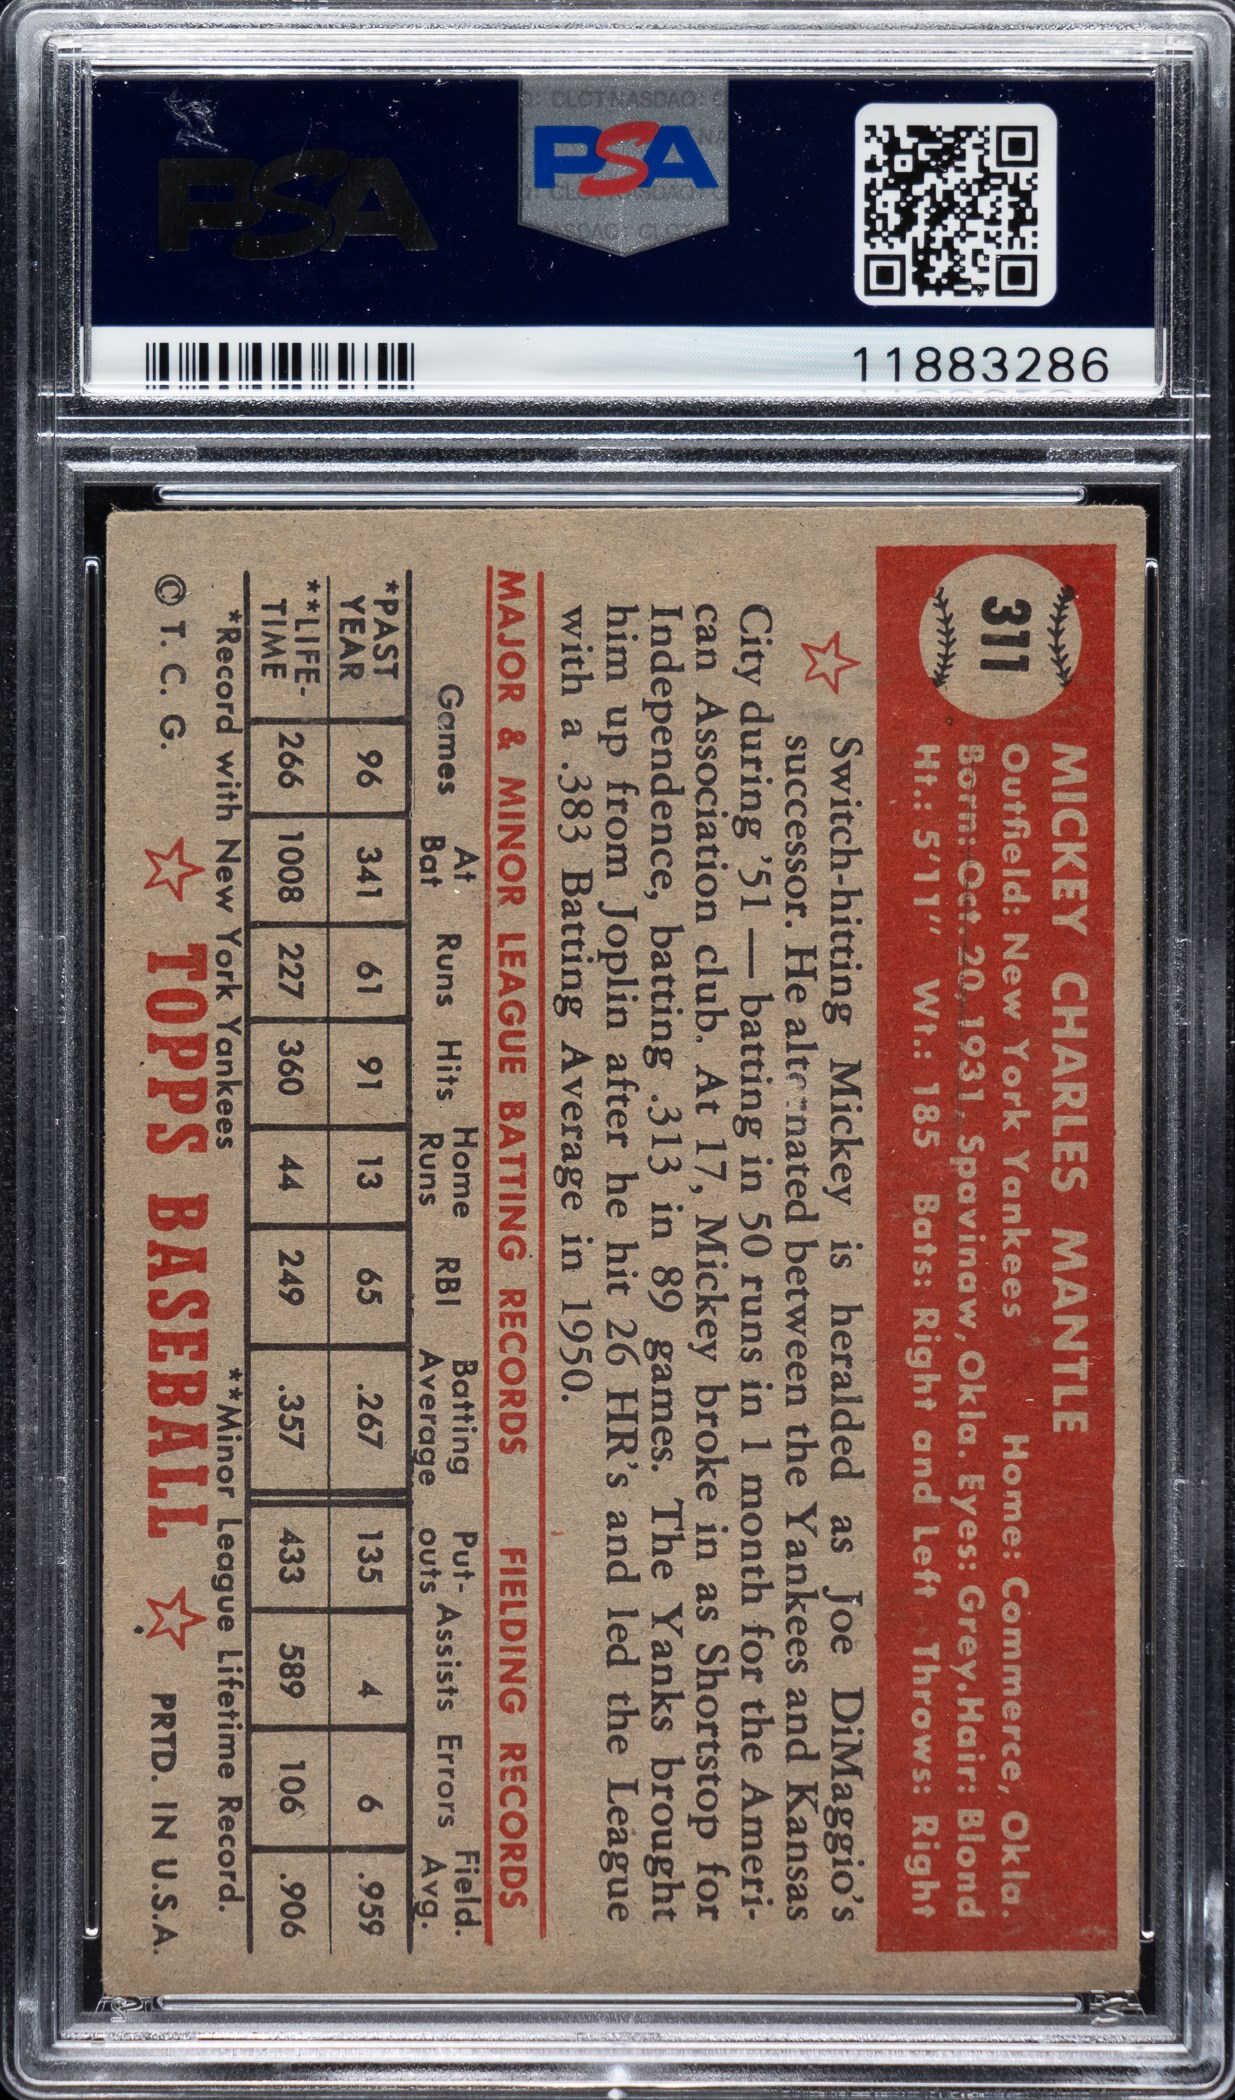 PSA
PSA
11883286
311
MICKEY CHARLES MANTLE
Outfield: New York Yankees Home: Commerce, Okla.
Born: Oct. 20, 1931, Spavinaw, Okla. Eyes: Grey. Hair: Blond
Ht.: 5'11" Wt.: 185 Bats: Right and Left Throws: Right
Switch-hitting Mickey is heralded as Joe DiMaggio's
successor. He alternated between the Yankees and Kansas
City during '51 — batting in 50 runs in 1 month for the Ameri-
can Association club. At 17, Mickey broke in as Shortstop for
Independence, batting .313 in 89 games. The Yanks brought
him up from Joplin after he hit 26 HR's and led the League
with a .383 Batting Average in 1950.
MAJOR & MINOR LEAGUE BATTING RECORDS FIELDING RECORDS
Games At Bat Runs Hits Home Runs RBI Batting Average Put-outs Assists Errors Field. Avg.
*PAST YEAR 96 341 61 91 13 65 .267 135 4 6 .959
**LIFE-TIME 266 1008 227 360 44 249 .357 433 589 106 .906
*Record with New York Yankees **Minor League Lifetime Record.
© T. C. G. TOPPS BASEBALL PRTD. IN U.S.A.